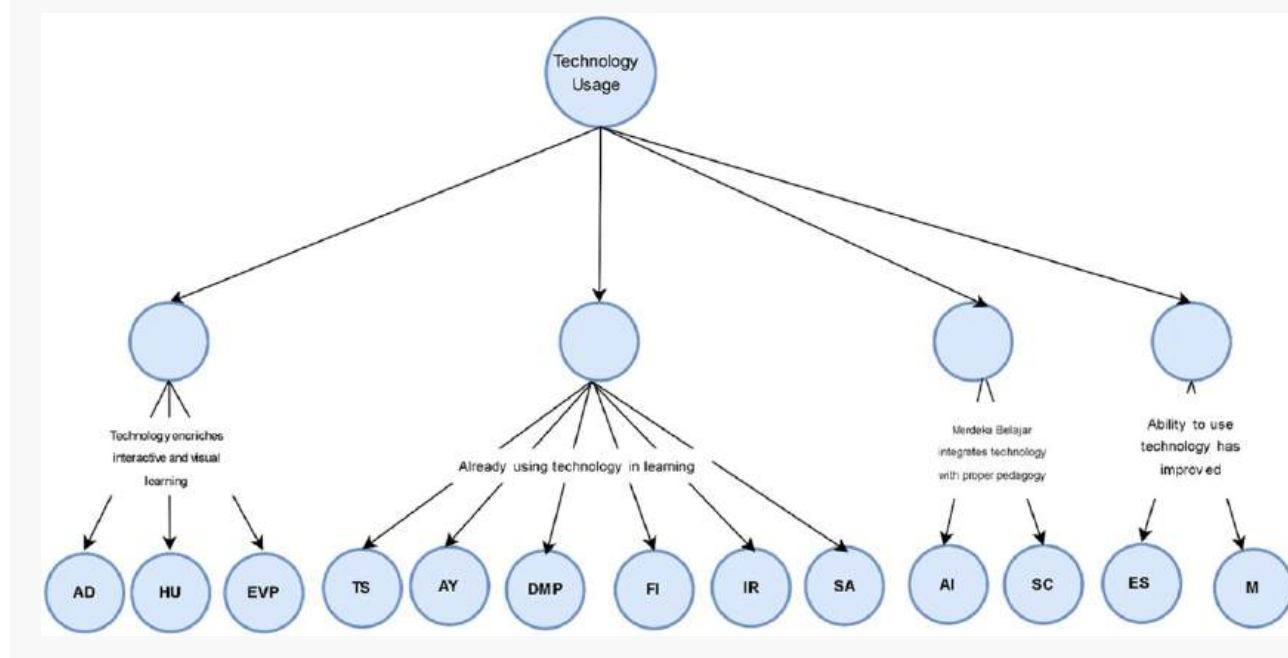 Technology
Usage
Technology enriches
interactive and visual
learning
Already using technology in learning
Merdeka Belajar
integrates technology
with proper pedagogy
Ability to use
technology has
improved
AD
HU
EVP
TS
AY
DMP
FI
IR
SA
AI
SC
ES
M